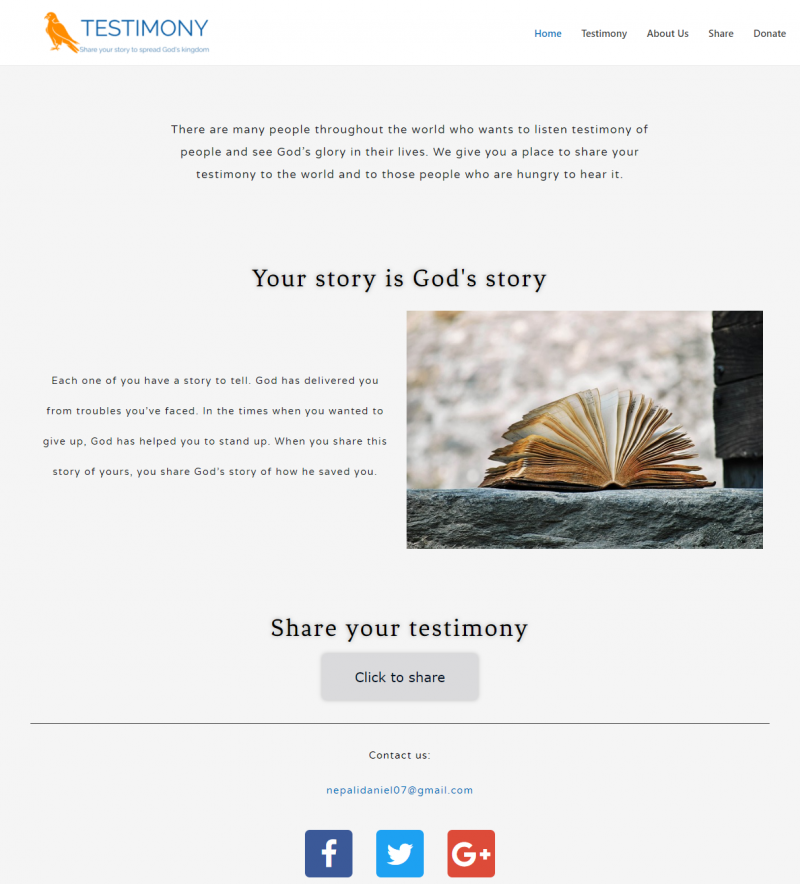 TESTIMONY
Share your story to spread God's kingdom
Home Testimony About Us Share Donate
There are many people throughout the world who wants to listen testimony of
people and see God’s glory in their lives. We give you a place to share your
testimony to the world and to those people who are hungry to hear it.
Your story is God's story
Each one of you have a story to tell. God has delivered you
from troubles you’ve faced. In the times when you wanted to
give up, God has helped you to stand up. When you share this
story of yours, you share God’s story of how he saved you.
Share your testimony
Click to share
Contact us:
nepalidaniel07@gmail.com
f
G+